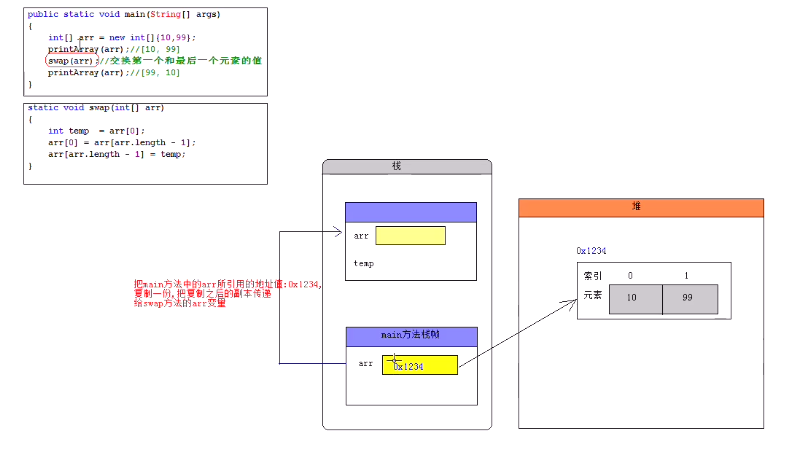 public static void main(String[] args)
{
int[] arr = new int[]{10,99};
printArray(arr);//[10, 99]
swap(arr);//交换第一个和最后一个元素的值
printArray(arr);//[99, 10]
}
static void swap(int[] arr)
{
int temp = arr[0];
arr[0] = arr[arr.length - 1];
arr[arr.length - 1] = temp;
}
栈
arr
temp
把main方法中的arr所引用的地址值:0x1234,
复制一份,把复制之后的副本传递
给swap方法的arr变量
main方法栈帧
arr
0x1234
堆
0x1234
索引 0 1
元素 10 99